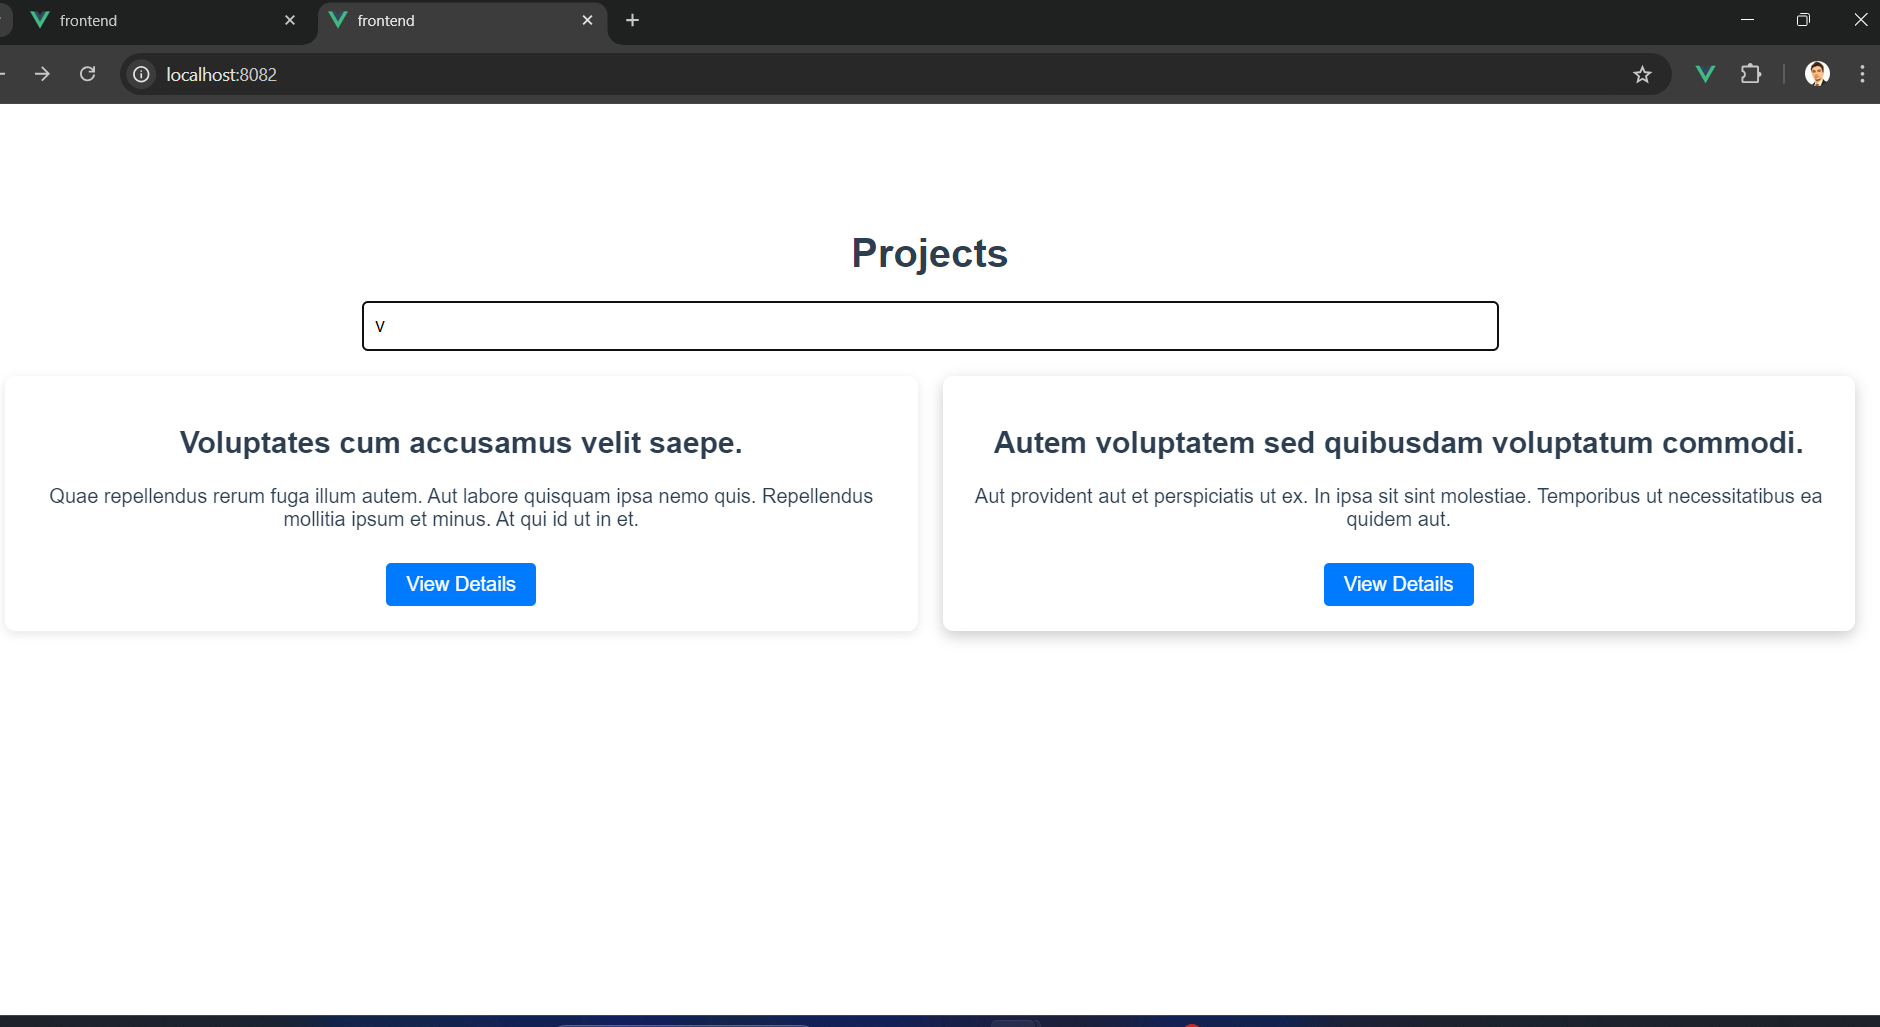 frontend
frontend
localhost:8082
Projects
v
Voluptates cum accusamus velit saepe.
Quae repellendus rerum fuga illum autem. Aut labore quisquam ipsa nemo quis. Repellendus
mollitia ipsum et minus. At qui id ut in et.
View Details
Autem voluptatem sed quibusdam voluptatum commodi.
Aut provident aut et perspiciatis ut ex. In ipsa sit sint molestiae. Temporibus ut necessitatibus ea
quidem aut.
View Details